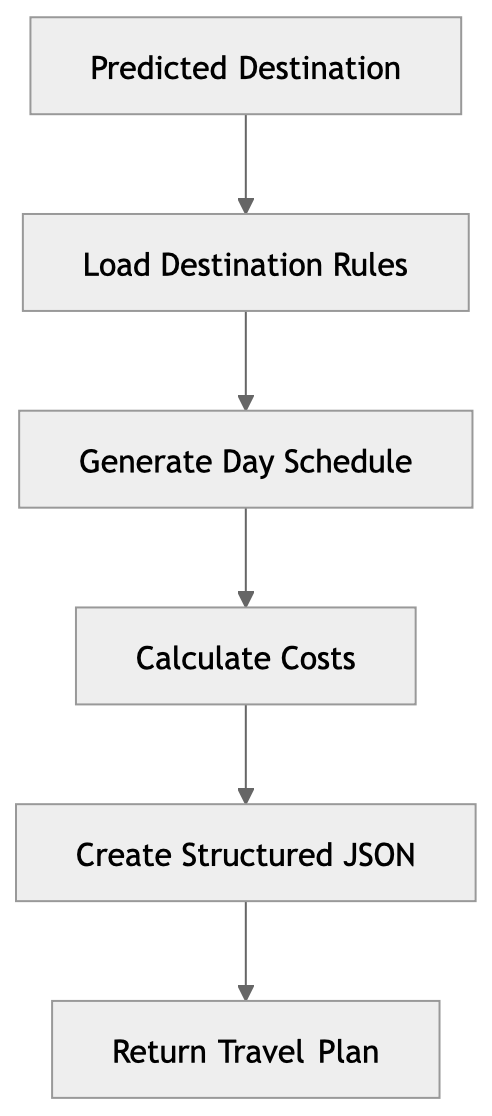 Predicted Destination
Load Destination Rules
Generate Day Schedule
Calculate Costs
Create Structured JSON
Return Travel Plan